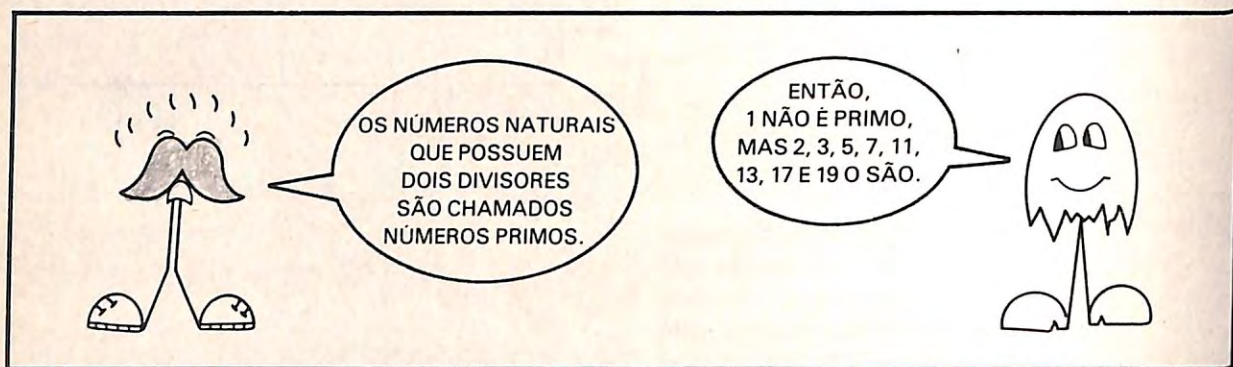 OS NÚMEROS NATURAIS
QUE POSSUEM
DOIS DIVISORES
SÃO CHAMADOS
NÚMEROS PRIMOS.
ENTÃO,
1 NÃO É PRIMO,
MAS 2, 3, 5, 7, 11,
13, 17 E 19 O SÃO.